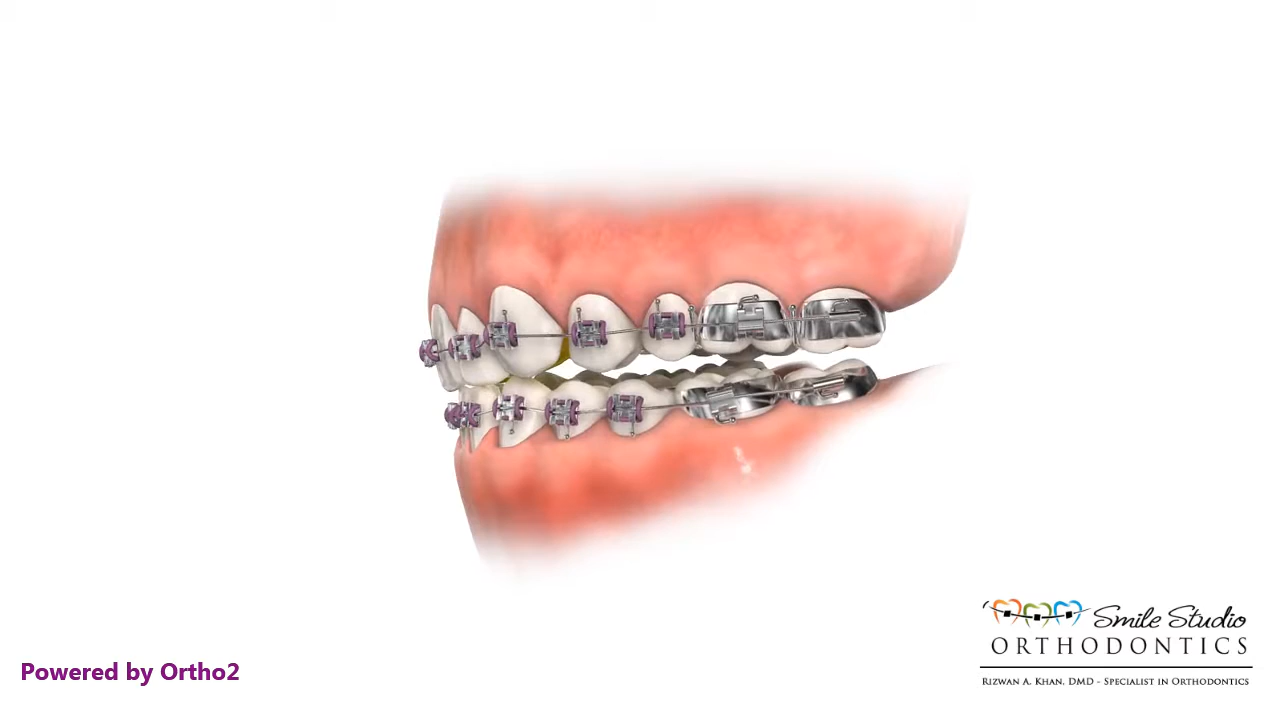 Smile Studio
ORTHODONTICS
RIZWAN A. KHAN, DMD - SPECIALIST IN ORTHODONTICS
Powered by Ortho2